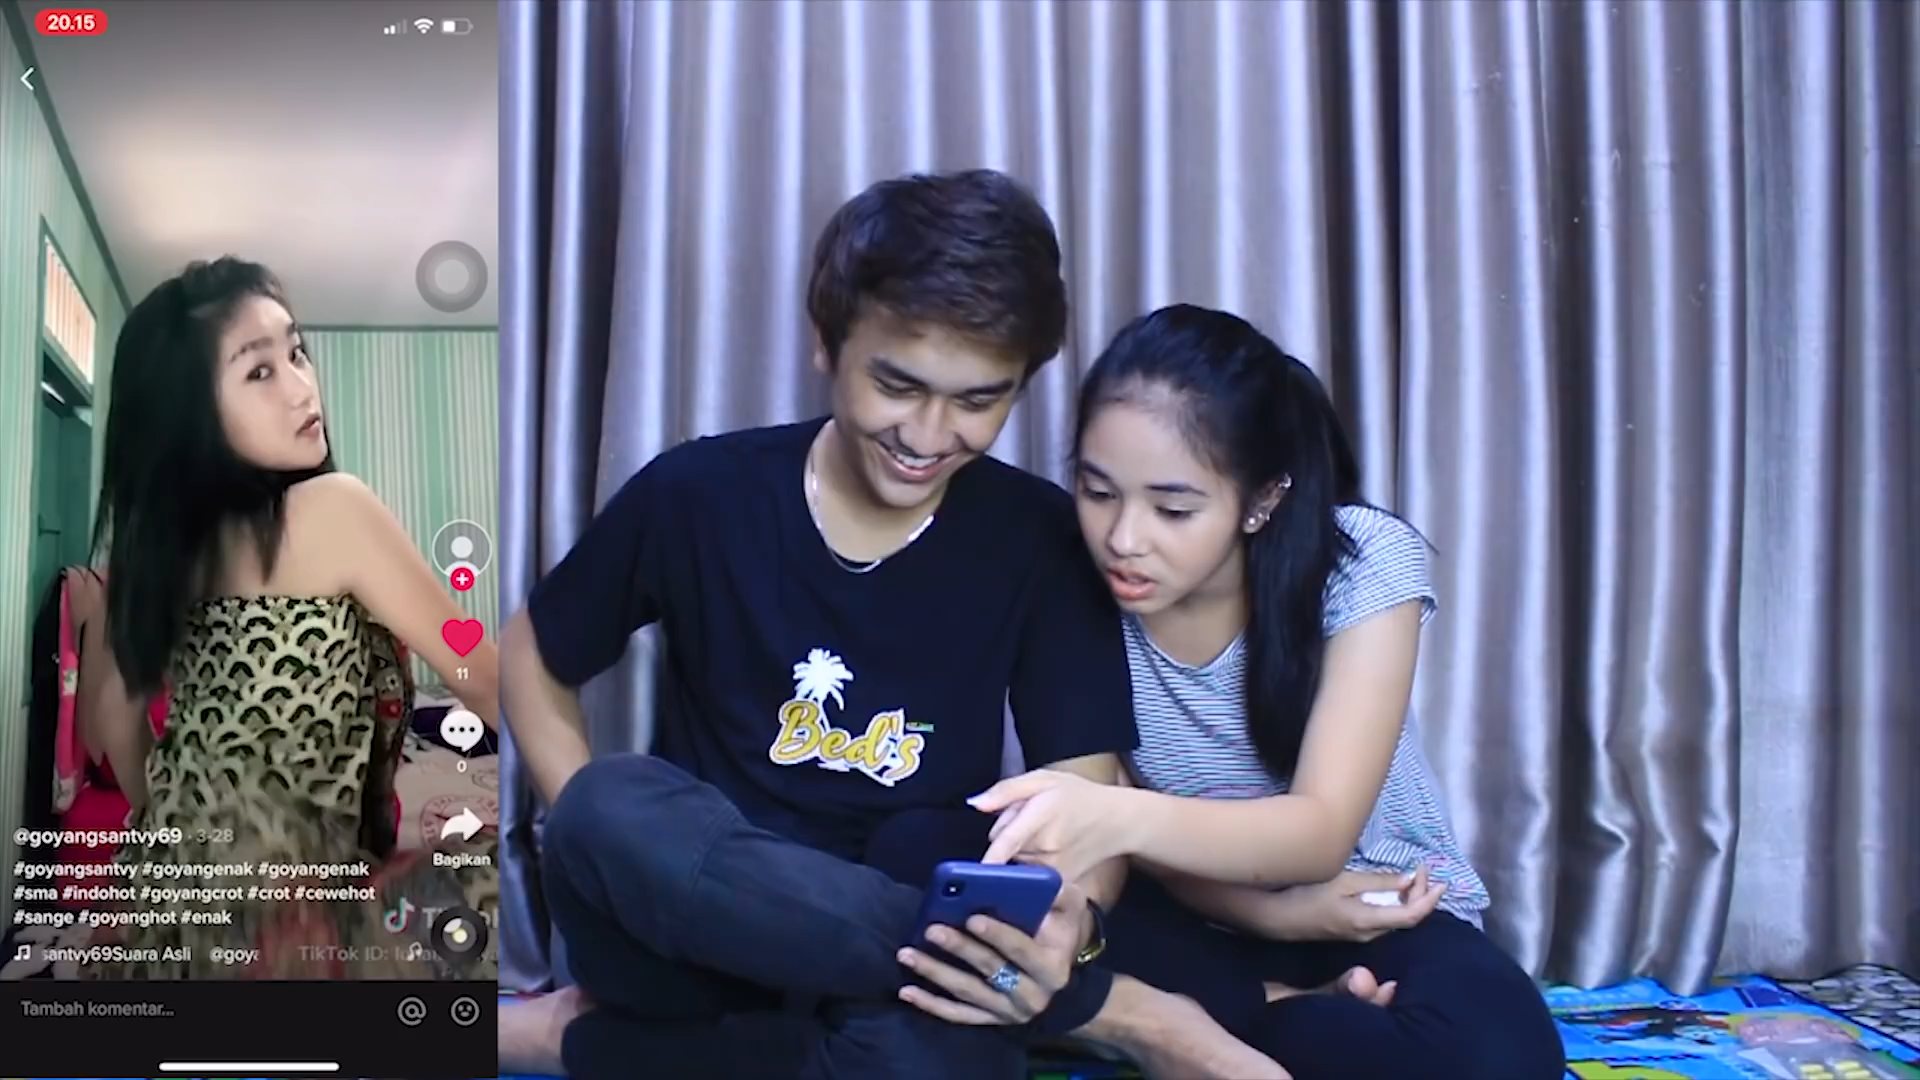 20.15
11
0
Bagikan
@goyangsantvy69 · 3-28
#goyangsantvy #goyangenak #goyangenak
#sma #indohot #goyangcrot #crot #cewehot
#sange #goyanghot #enak
santvy69Suara Asli @goya
TikTok ID:
Tambah komentar...
Bed's